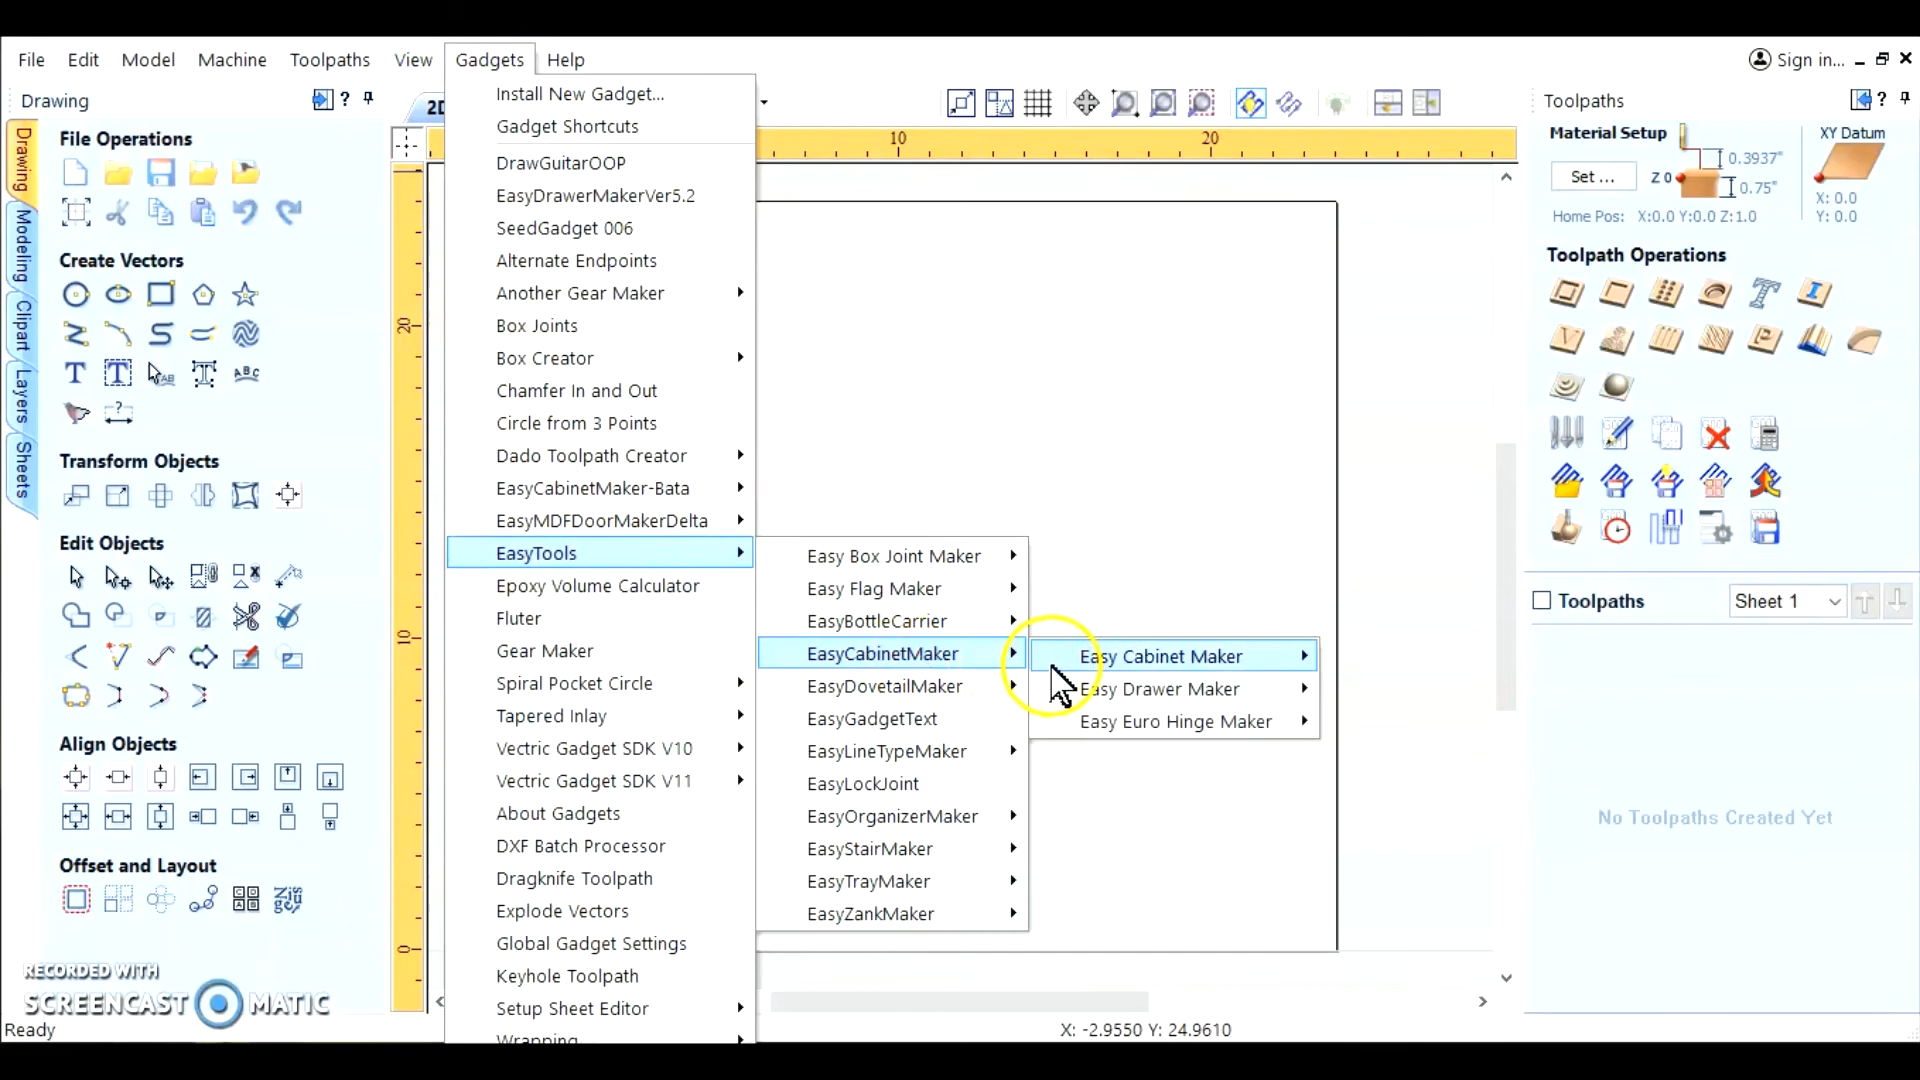 File Edit Model Machine Toolpaths View Gadgets Help
Sign in...
Drawing
?
Drawing
Modeling
Clipart
Layers
Sheets
File Operations
Create Vectors
Transform Objects
Edit Objects
Align Objects
Offset and Layout
RECORDED WITH
SCREENCAST MATIC
Ready
2D
Install New Gadget...
Gadget Shortcuts
DrawGuitarOOP
EasyDrawerMakerVer5.2
SeedGadget 006
Alternate Endpoints
Another Gear Maker
Box Joints
Box Creator
Chamfer In and Out
Circle from 3 Points
Dado Toolpath Creator
EasyCabinetMaker-Bata
EasyMDFDoorMakerDelta
EasyTools
Epoxy Volume Calculator
Fluter
Gear Maker
Spiral Pocket Circle
Tapered Inlay
Vectric Gadget SDK V10
Vectric Gadget SDK V11
About Gadgets
DXF Batch Processor
Dragknife Toolpath
Explode Vectors
Global Gadget Settings
Keyhole Toolpath
Setup Sheet Editor
Wrapping
Easy Box Joint Maker
Easy Flag Maker
EasyBottleCarrier
EasyCabinetMaker
EasyDovetailMaker
EasyGadgetText
EasyLineTypeMaker
EasyLockJoint
EasyOrganizerMaker
EasyStairMaker
EasyTrayMaker
EasyZankMaker
Easy Cabinet Maker
Easy Drawer Maker
Easy Euro Hinge Maker
10
20
20
10
0
X: -2.9550 Y: 24.9610
Toolpaths
?
Material Setup
XY Datum
Set ...
Z 0
0.3937"
0.75"
X: 0.0
Y: 0.0
Home Pos: X:0.0 Y:0.0 Z:1.0
Toolpath Operations
Toolpaths
Sheet 1
No Toolpaths Created Yet